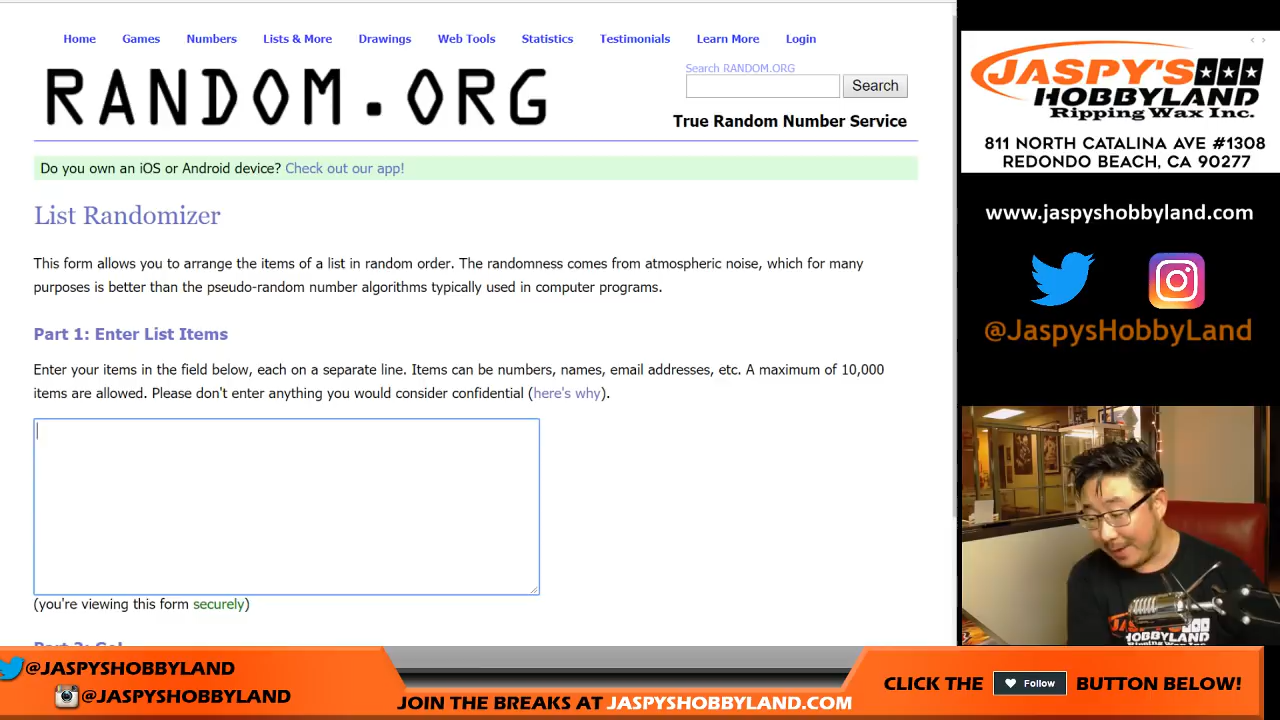 Home Games Numbers Lists & More Drawings Web Tools Statistics Testimonials Learn More Login
RANDOM.ORG
Search RANDOM.ORG
Search
True Random Number Service
Do you own an iOS or Android device? Check out our app!
List Randomizer
This form allows you to arrange the items of a list in random order. The randomness comes from atmospheric noise, which for many
purposes is better than the pseudo-random number algorithms typically used in computer programs.
Part 1: Enter List Items
Enter your items in the field below, each on a separate line. Items can be numbers, names, email addresses, etc. A maximum of 10,000
items are allowed. Please don't enter anything you would consider confidential (here's why).
(you're viewing this form securely)
JASPY'S
HOBBYLAND
Ripping Wax Inc.
811 NORTH CATALINA AVE #1308
REDONDO BEACH, CA 90277
www.jaspyshobbyland.com
@JaspysHobbyLand
JASPY'S
HOBBYLAND
@JASPYSHOBBYLAND
@JASPYSHOBBYLAND
JOIN THE BREAKS AT JASPYSHOBBYLAND.COM
CLICK THE Follow BUTTON BELOW!